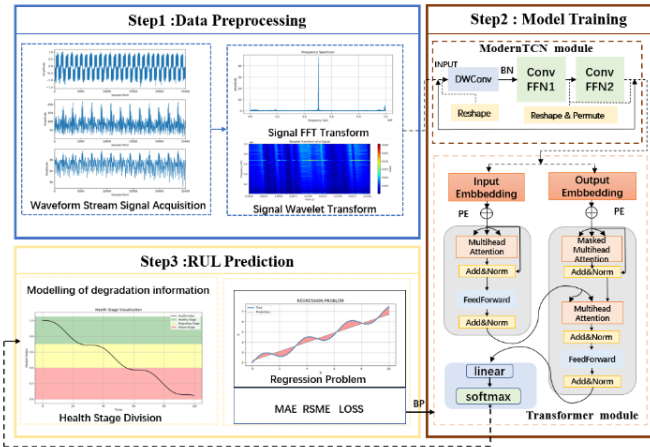 Step1 :Data Preprocessing
Waveform Stream Signal Acquisition
Frequency Spectrum
Signal FFT Transform
Signal Wavelet Transform
Step2 : Model Training
ModernTCN module
INPUT
DWConv
BN
Conv
FFN1
Conv
FFN2
Reshape
Reshape & Permute
Input
Embbedding
Output
Embbedding
PE
PE
Multihead
Attention
Add&Norm
FeedForward
Add&Norm
Masked
Multihead
Attention
Add&Norm
Multihead
Attention
Add&Norm
FeedForward
Add&Norm
linear
softmax
Transformer module
Step3 :RUL Prediction
Modelling of degradation information
Health Stage Visualization
Health Stage Division
REGRESSION PROBLEM
Regression Problem
MAE RSME LOSS
BP